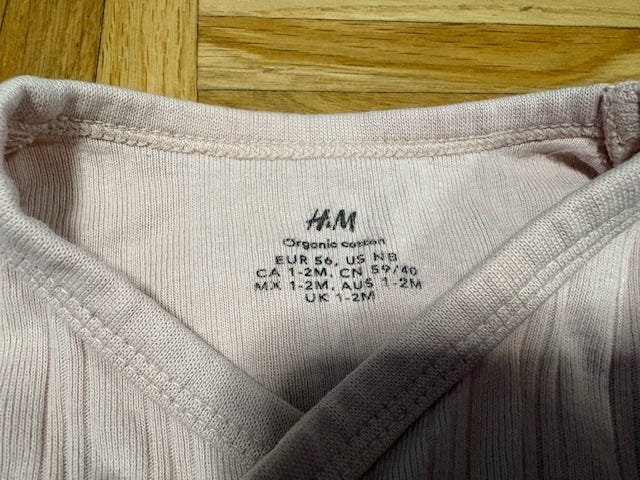 H&M
Organic cotton
EUR 56, US NB
CA 1-2M, CN 59/40
MX 1-2M, AUS 1-2M
UK 1-2M